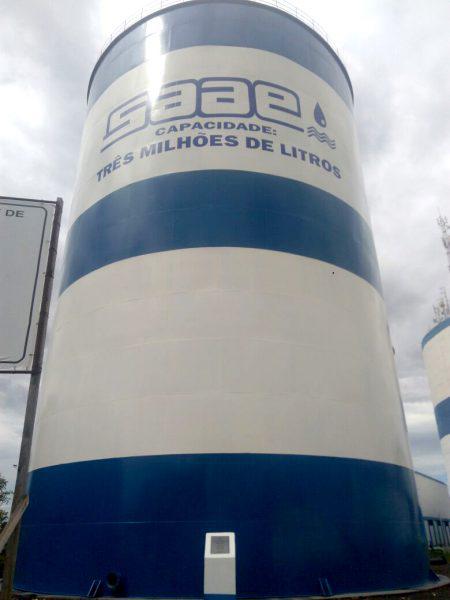 saae
CAPACIDADE:
TRÊS MILHÕES DE LITROS
DE